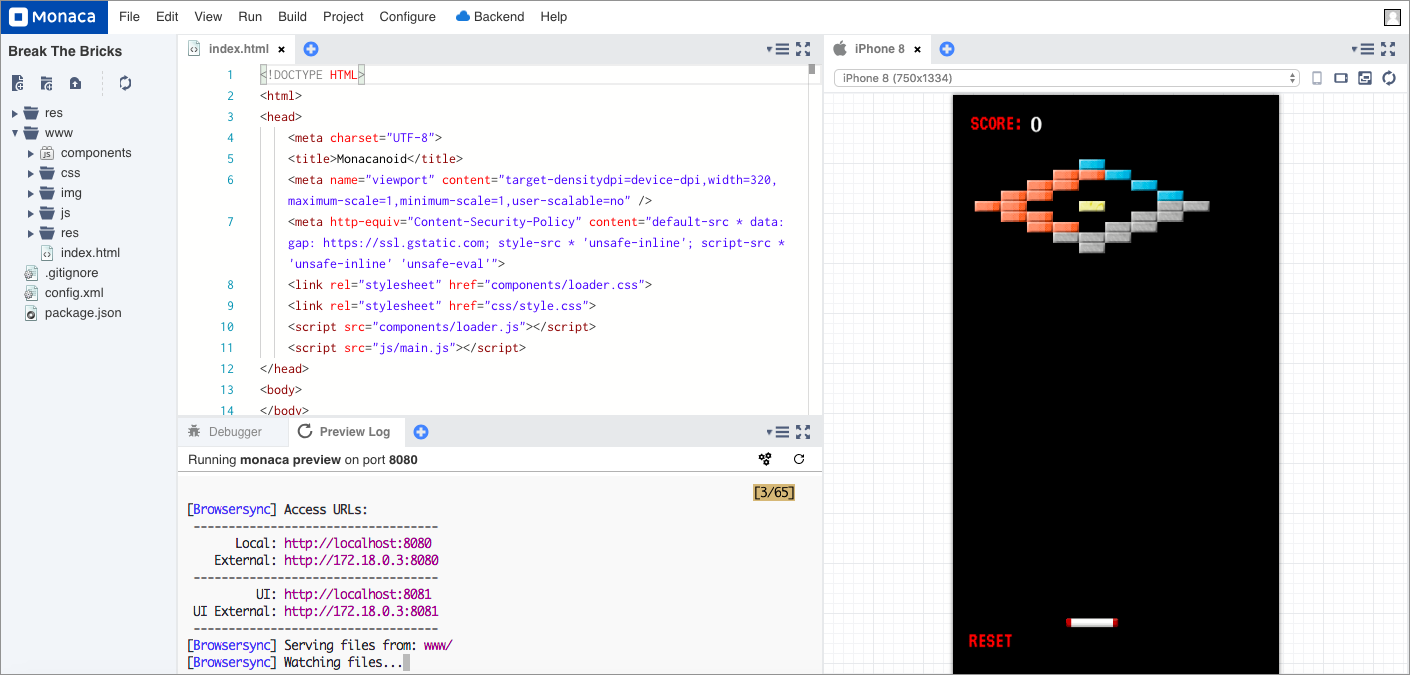 Monaca File Edit View Run Build Project Configure Backend Help
Break The Bricks
res
www
components
css
img
js
res
index.html
.gitignore
config.xml
package.json
index.html ×
1 <!DOCTYPE HTML>
2 <html>
3 <head>
4 <meta charset="UTF-8">
5 <title>Monacanoid</title>
6 <meta name="viewport" content="target-densitydpi=device-dpi,width=320,
maximum-scale=1,minimum-scale=1,user-scalable=no" />
7 <meta http-equiv="Content-Security-Policy" content="default-src * data:
gap: https://ssl.gstatic.com; style-src * 'unsafe-inline'; script-src *
'unsafe-inline' 'unsafe-eval'">
8 <link rel="stylesheet" href="components/loader.css">
9 <link rel="stylesheet" href="css/style.css">
10 <script src="components/loader.js"></script>
11 <script src="js/main.js"></script>
12 </head>
13 <body>
14 </body>
Debugger Preview Log
Running monaca preview on port 8080
[3/65]
[Browsersync] Access URLs:
-----------------------------------
Local: http://localhost:8080
External: http://172.18.0.3:8080
-----------------------------------
UI: http://localhost:8081
UI External: http://172.18.0.3:8081
-----------------------------------
[Browsersync] Serving files from: www/
[Browsersync] Watching files...
iPhone 8 ×
iPhone 8 (750x1334)
SCORE: 0
RESET